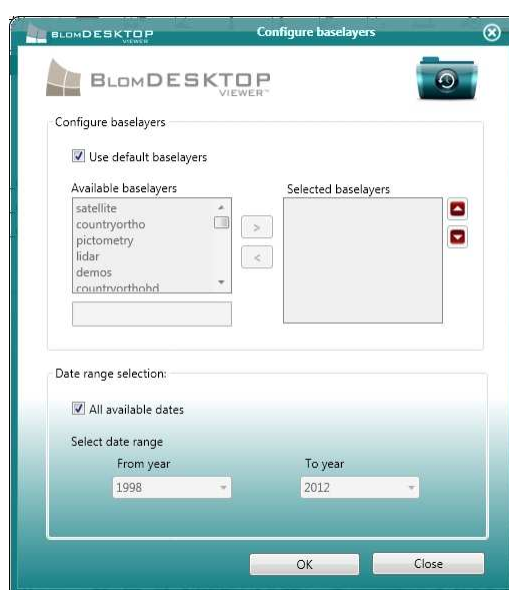 BLOMDESKTOP
VIEWER
Configure baselayers
BLOMDESKTOP
VIEWER™
Configure baselayers
Use default baselayers
Available baselayers
Selected baselayers
satellite
countryortho
pictometry
lidar
demos
countryorthohd
>
<
Date range selection:
All available dates
Select date range
From year
To year
1998
2012
OK
Close